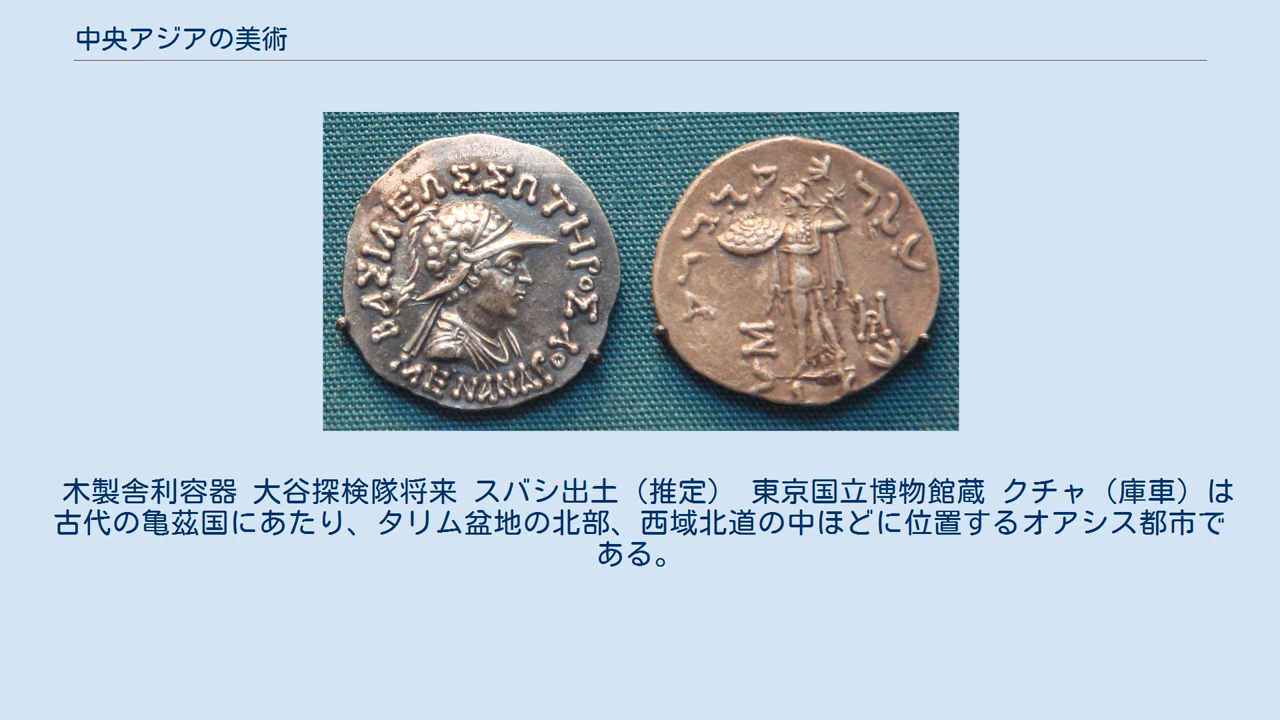 中央アジアの美術
ΒΑΣΙΛΕΩΣ ΣΩΤΗΡΟΣ
ΜΕΝΑΝΔΡΟΥ
木製舎利容器 大谷探検隊将来 スバシ出土（推定） 東京国立博物館蔵 クチャ（庫車）は
古代の亀茲国にあたり、タリム盆地の北部、西域北道の中ほどに位置するオアシス都市で
ある。